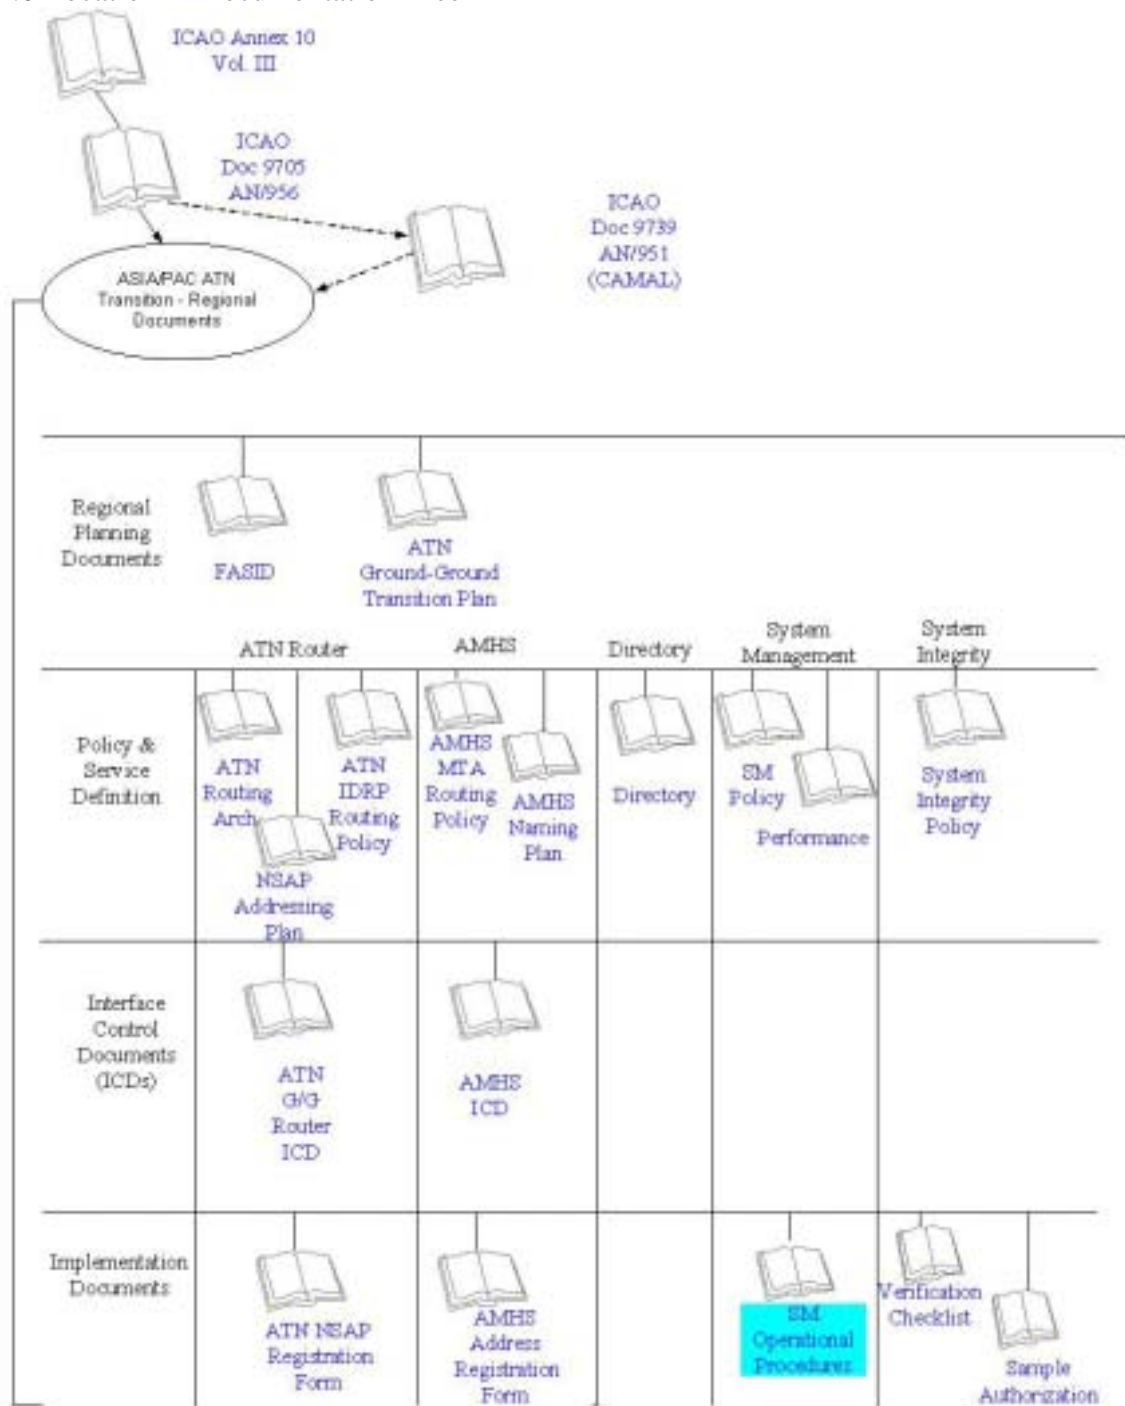 ICAO Annex 10
Vol. III
ICAO
Doc 9705
AN/956
ICAO
Doc 9739
AN/951
(CAMAL)
ASIA/PAC ATN
Transition - Regional
Documents
Regional
Planning
Documents
FASID
ATN
Ground-Ground
Transition Plan
ATN Router
AMHS
Directory
System
Management
System
Integrity
Policy &
Service
Definition
ATN
Routing
Arch
NSAP
Addressing
Plan
ATN
IDRP
Routing
Policy
AMHS
MTA
Routing
Policy
AMHS
Naming
Plan
Directory
SM
Policy
Performance
System
Integrity
Policy
Interface
Control
Documents
(ICDs)
ATN
G/G
Router
ICD
AMHS
ICD
Implementation
Documents
ATN NSAP
Registration
Form
AMHS
Address
Registration
Form
SM
Operational
Procedures
Verification
Checklist
Sample
Authorization